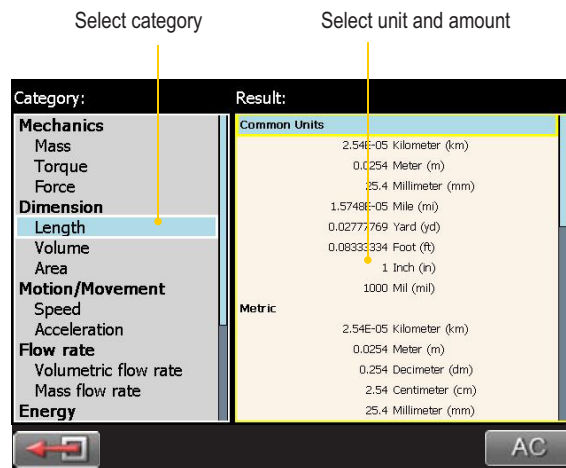 Select category
Select unit and amount
Category:
Mechanics
Mass
Torque
Force
Dimension
Length
Volume
Area
Motion/Movement
Speed
Acceleration
Flow rate
Volumetric flow rate
Mass flow rate
Energy
Result:
Common Units
2.54E-05 Kilometer (km)
0.0254 Meter (m)
25.4 Millimeter (mm)
1.5748E-05 Mile (mi)
0.02777769 Yard (yd)
0.08333334 Foot (ft)
1 Inch (in)
1000 Mil (mil)
Metric
2.54E-05 Kilometer (km)
0.0254 Meter (m)
0.254 Decimeter (dm)
2.54 Centimeter (cm)
25.4 Millimeter (mm)
AC